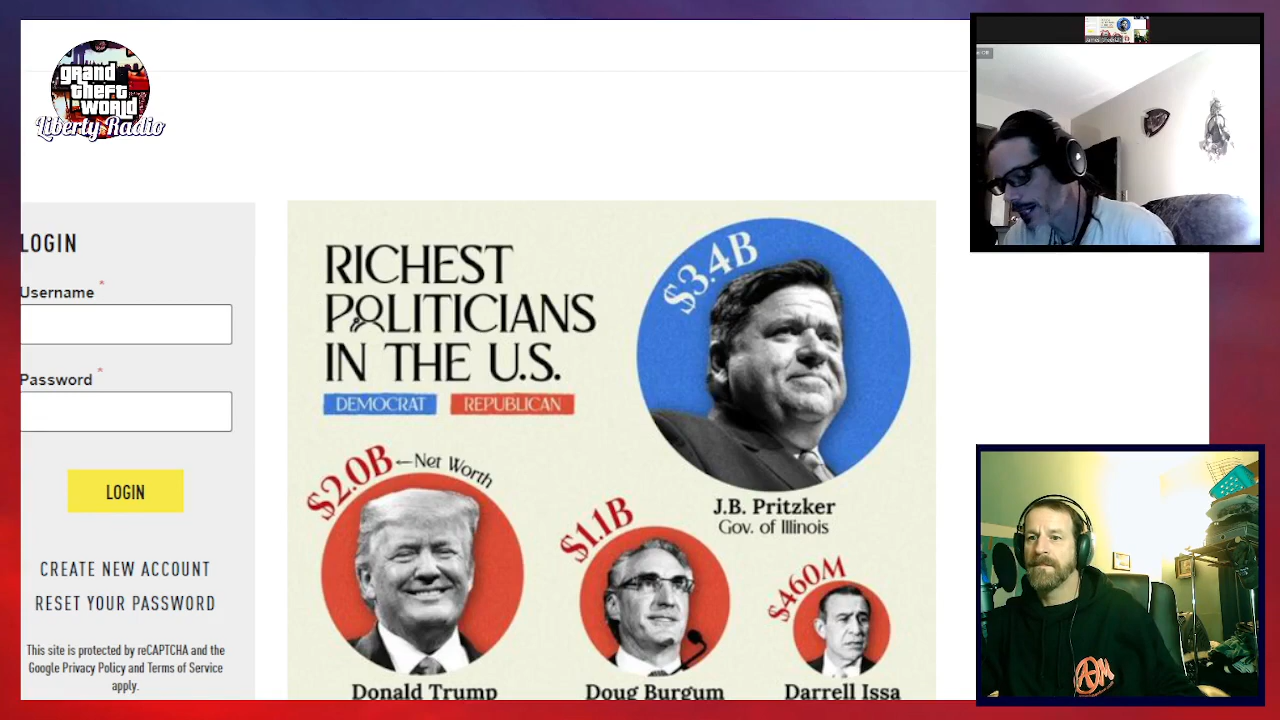 grand
theft
world
Liberty Radio
LOGIN
Username *
Password *
LOGIN
CREATE NEW ACCOUNT
RESET YOUR PASSWORD
This site is protected by reCAPTCHA and the
Google Privacy Policy and Terms of Service
apply.
RICHEST
POLITICIANS
IN THE U.S.
DEMOCRAT REPUBLICAN
$3.4B
J.B. Pritzker
Gov. of Illinois
$2.0B ←Net Worth
Donald Trump
$1.1B
Doug Burgum
$460M
Darrell Issa